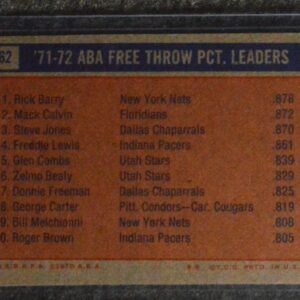 62 '71-72 ABA FREE THROW PCT. LEADERS
1. Rick Barry New York Nets .878
2. Mack Calvin Floridians .872
3. Steve Jones Dallas Chaparrals .870
4. Freddie Lewis Indiana Pacers .861
5. Glen Combs Utah Stars .839
6. Zelmo Beaty Utah Stars .829
7. Donnie Freeman Dallas Chaparrals .825
8. George Carter Pitt. Condors—Car. Cougars .819
9. Bill Melchionni New York Nets .808
0. Roger Brown Indiana Pacers .805